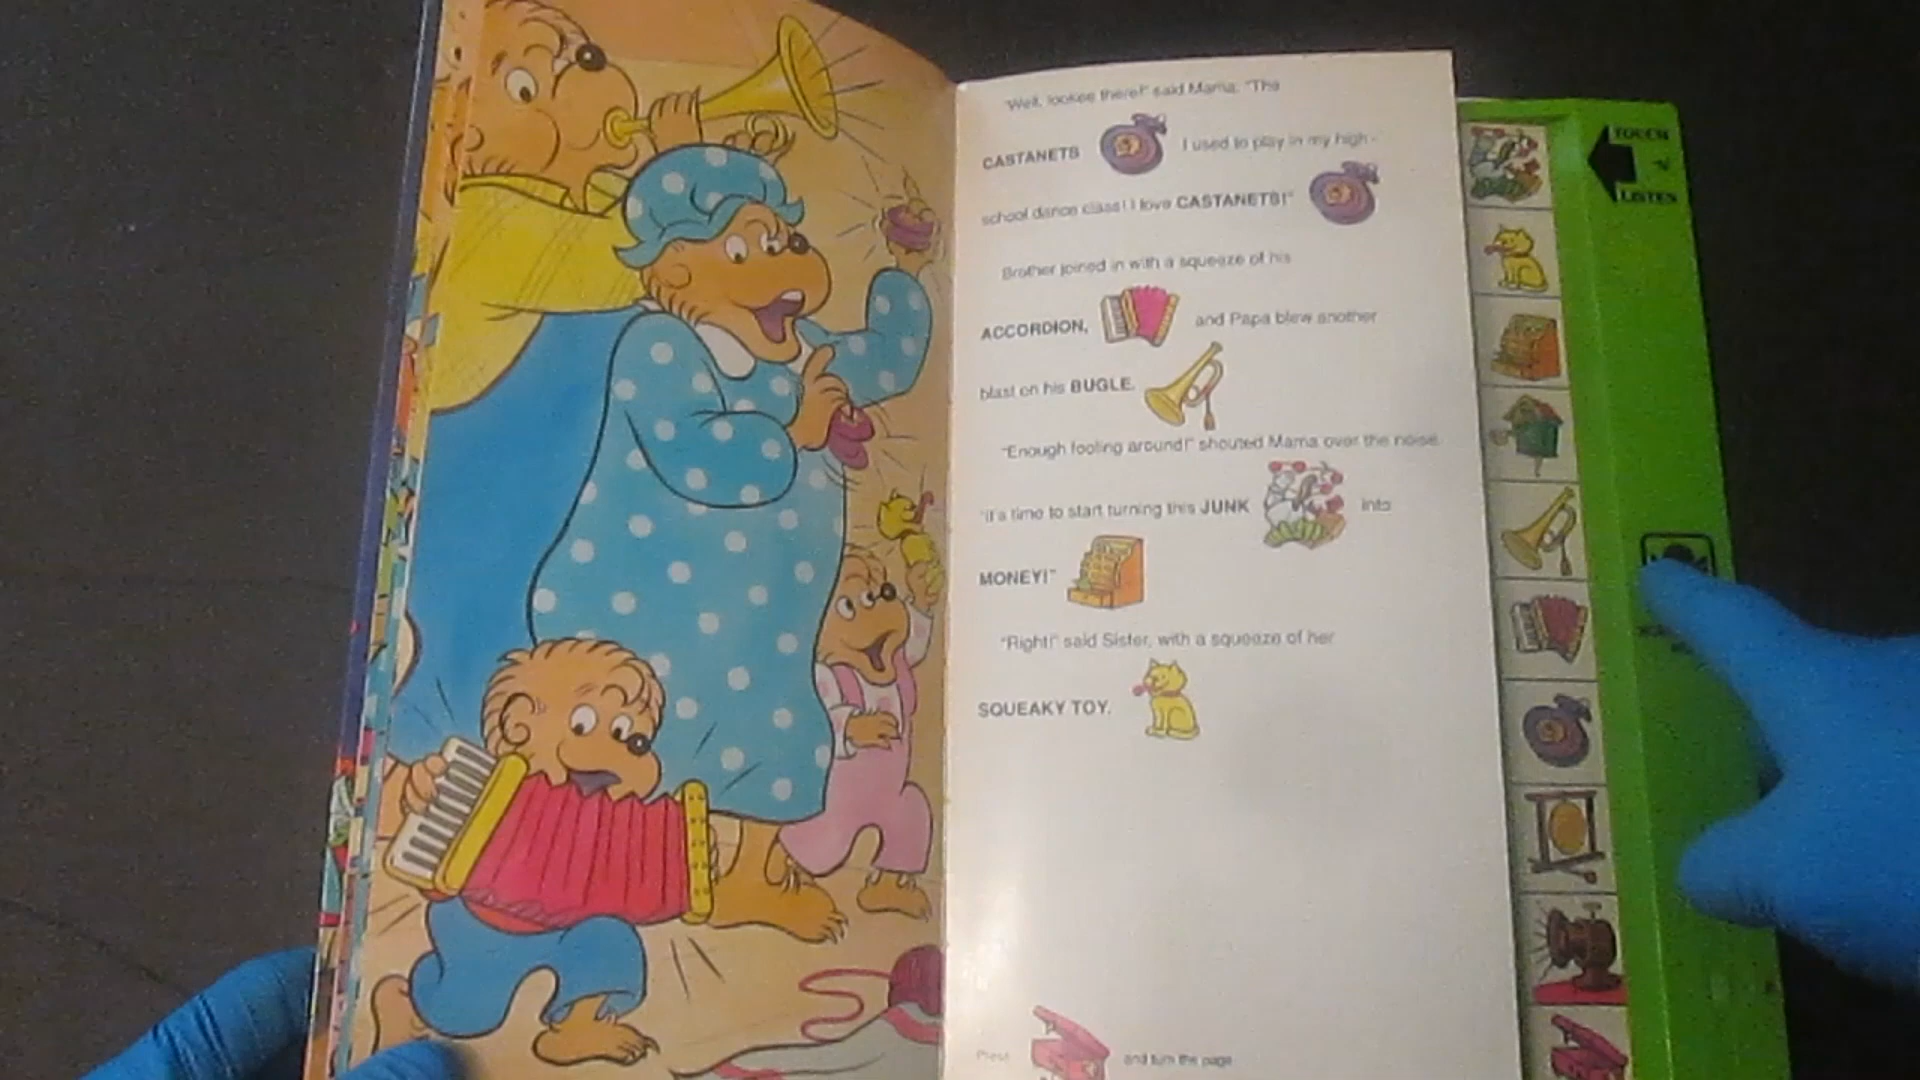 "Well, lookee there!" said Mama. "The
CASTANETS I used to play in my high-
school dance class! I love CASTANETS!"
Brother joined in with a squeeze of his
ACCORDION, and Papa blew another
blast on his BUGLE.
"Enough fooling around!" shouted Mama over the noise.
"It's time to start turning this JUNK into
MONEY!"
"Right!" said Sister, with a squeeze of her
SQUEAKY TOY.
Press and turn the page
TOUCH
LISTEN